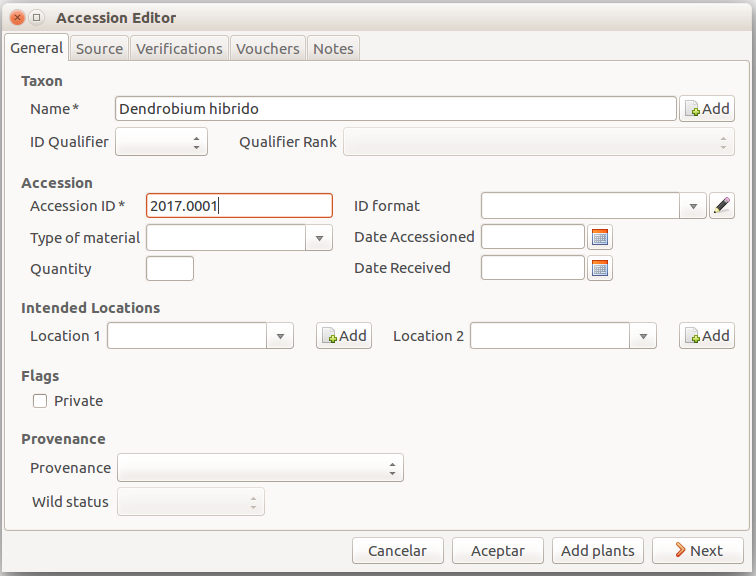 Accession Editor
General Source Verifications Vouchers Notes
Taxon
Name* Dendrobium hibrido Add
ID Qualifier Qualifier Rank
Accession
Accession ID* 2017.0001 ID format
Type of material Date Accessioned
Quantity Date Received
Intended Locations
Location 1 Add Location 2 Add
Flags
Private
Provenance
Provenance
Wild status
Cancelar Aceptar Add plants Next